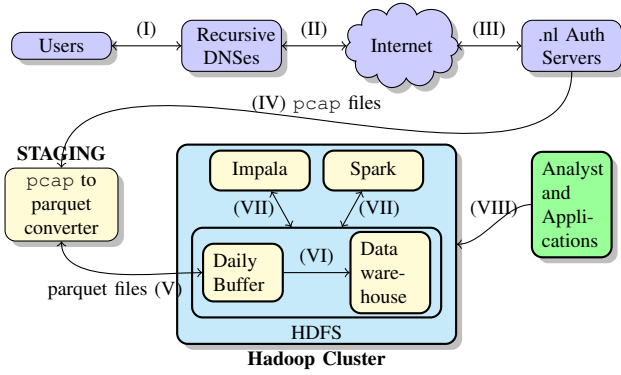 Users
(I)
Recursive
DNSes
(II)
Internet
(III)
.nl Auth
Servers
(IV) pcap files
STAGING
pcap to
parquet
converter
Impala
Spark
(VII)
(VII)
(VIII)
Analyst
and
Appli-
cations
Daily
Buffer
(VI)
Data
ware-
house
parquet files (V)
HDFS
Hadoop Cluster